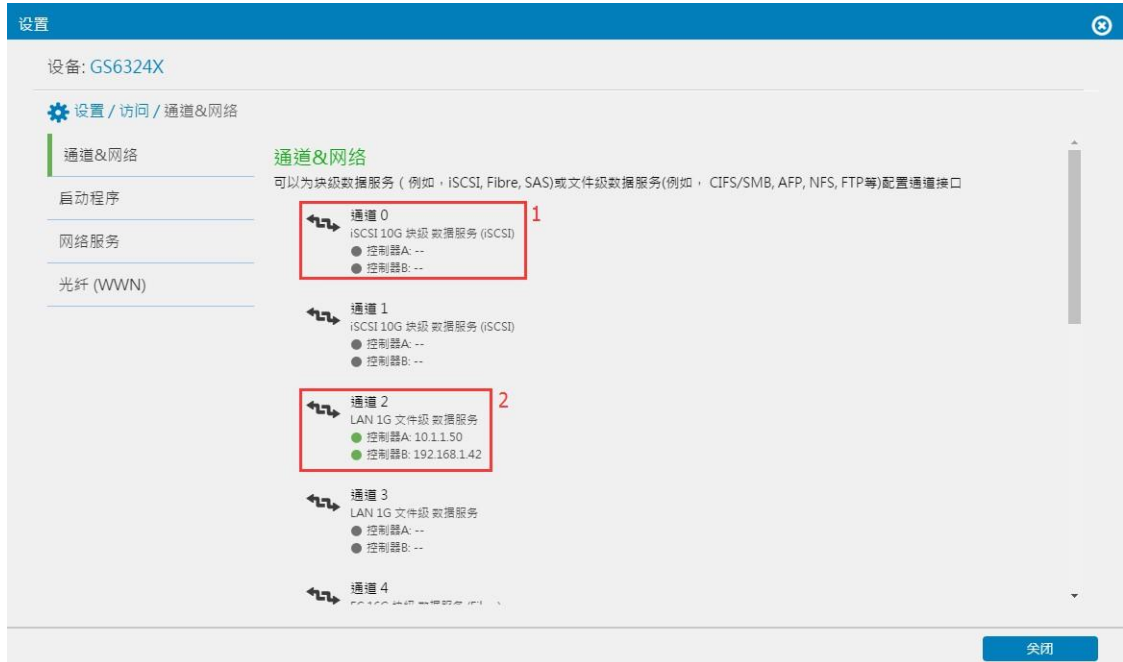 设置
设备: GS6324X
设置 / 访问 / 通道&网络
通道&网络
启动程序
网络服务
光纤 (WWN)
通道&网络
可以为块级数据服务 ( 例如，iSCSI, Fibre, SAS)或文件级数据服务(例如， CIFS/SMB, AFP, NFS, FTP等)配置通道接口
通道 0
iSCSI 10G 块级 数据服务 (iSCSI)
控制器A: --
控制器B: --
1
通道 1
iSCSI 10G 块级 数据服务 (iSCSI)
控制器A: --
控制器B: --
通道 2
LAN 1G 文件级 数据服务
控制器A: 10.1.1.50
控制器B: 192.168.1.42
2
通道 3
LAN 1G 文件级 数据服务
控制器A: --
控制器B: --
通道 4
关闭